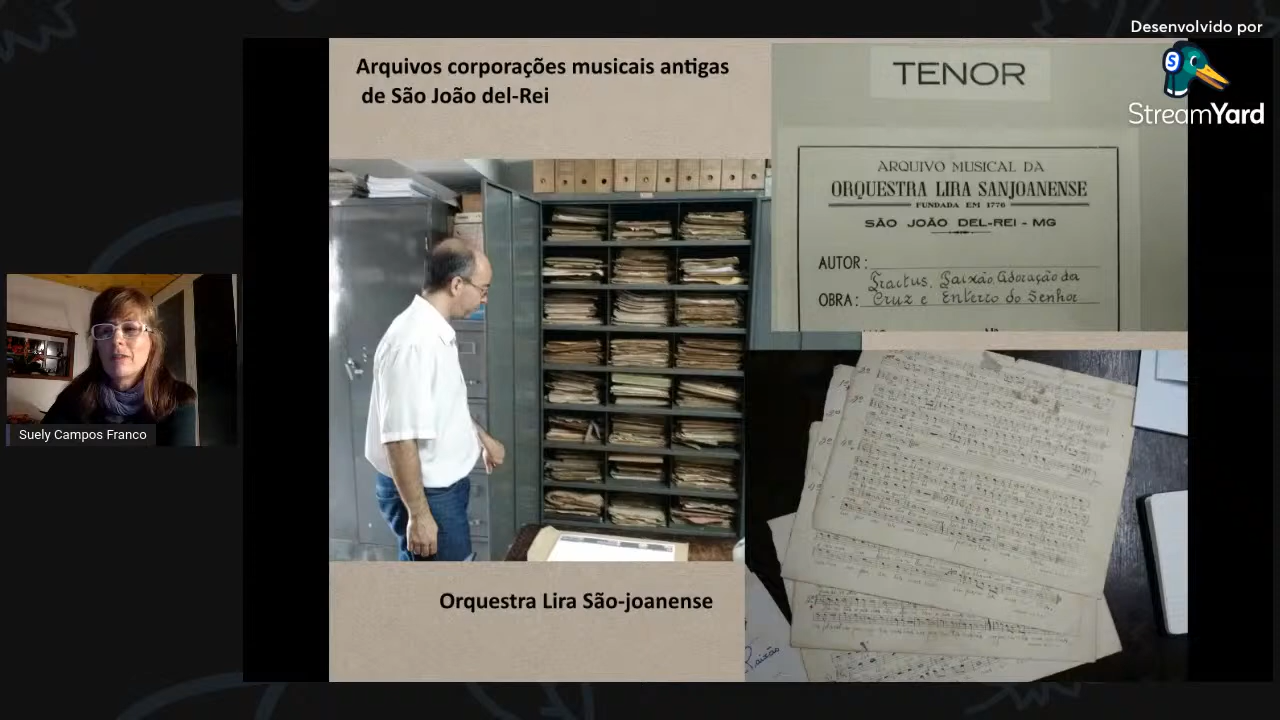 Desenvolvido por
StreamYard
Arquivos corporações musicais antigas
de São João del-Rei
TENOR
ARQUIVO MUSICAL DA
ORQUESTRA LIRA SANJOANENSE
FUNDADA EM 1776
SÃO JOÃO DEL-REI - MG
AUTOR:
Tractus, Paixão, Adoração da
OBRA: Cruz e Enterro do Senhor
Suely Campos Franco
Orquestra Lira São-joanense
Paixão